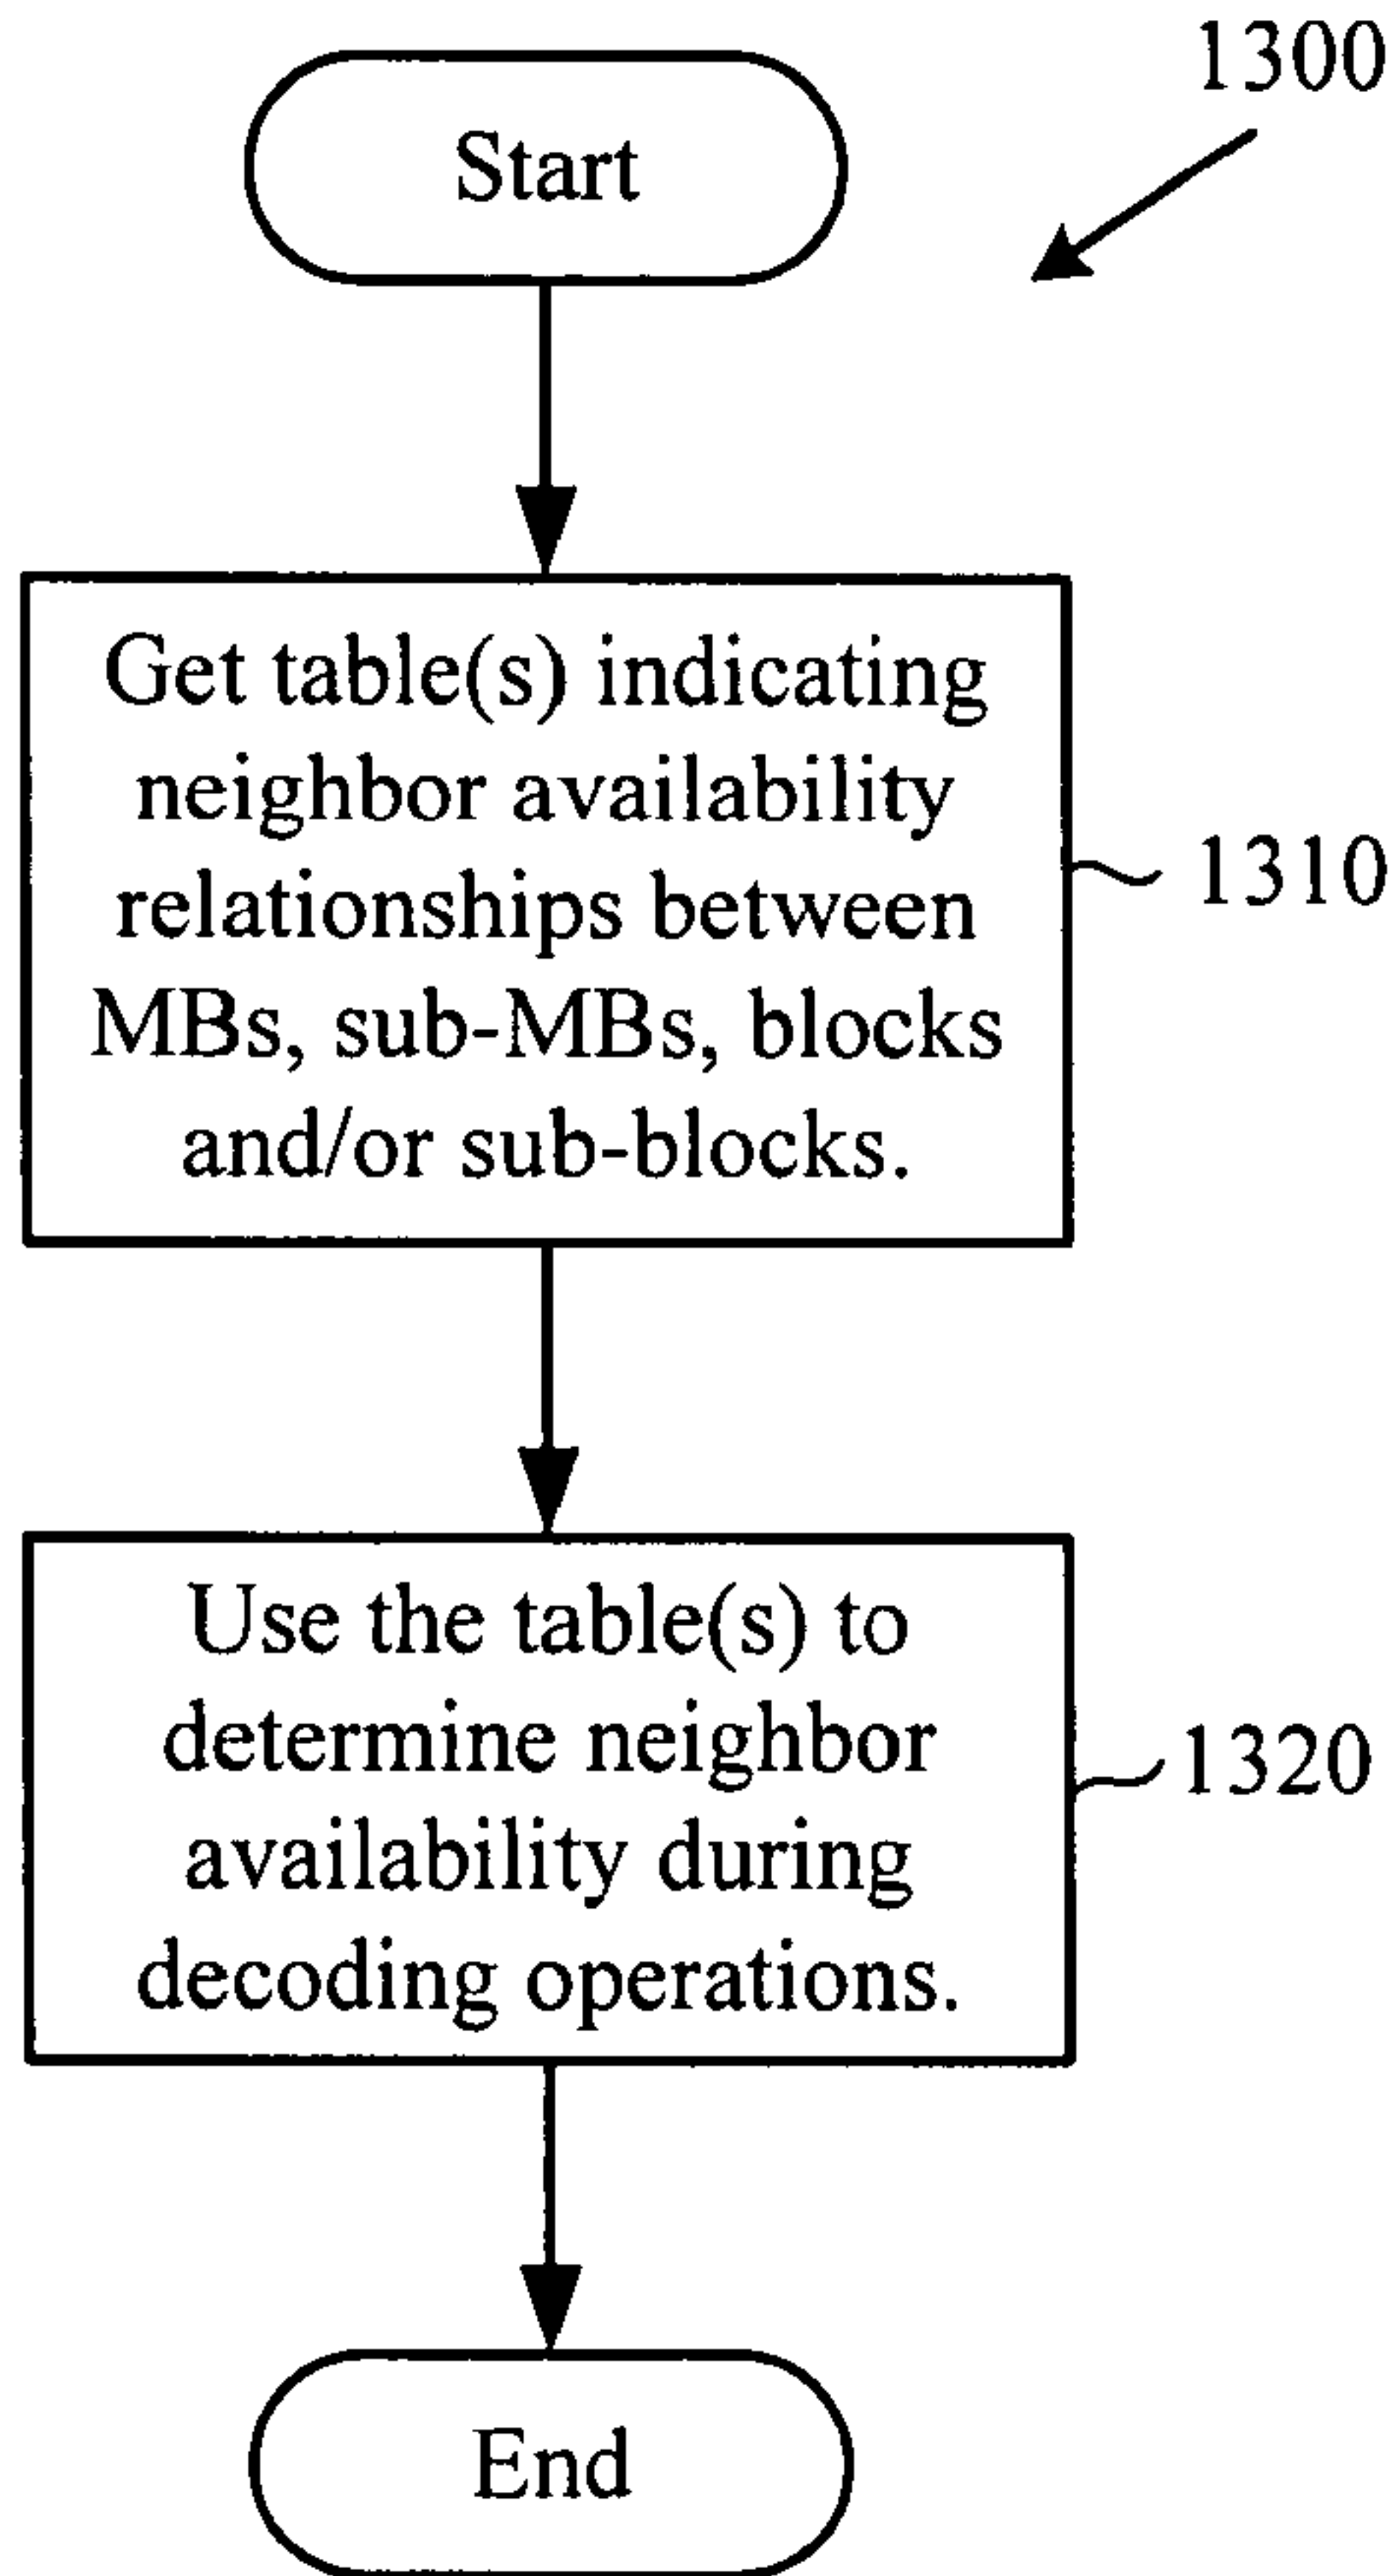 1300
Start
Get table(s) indicating
neighbor availability
relationships between
MBs, sub-MBs, blocks
and/or sub-blocks.
1310
Use the table(s) to
determine neighbor
availability during
decoding operations.
1320
End